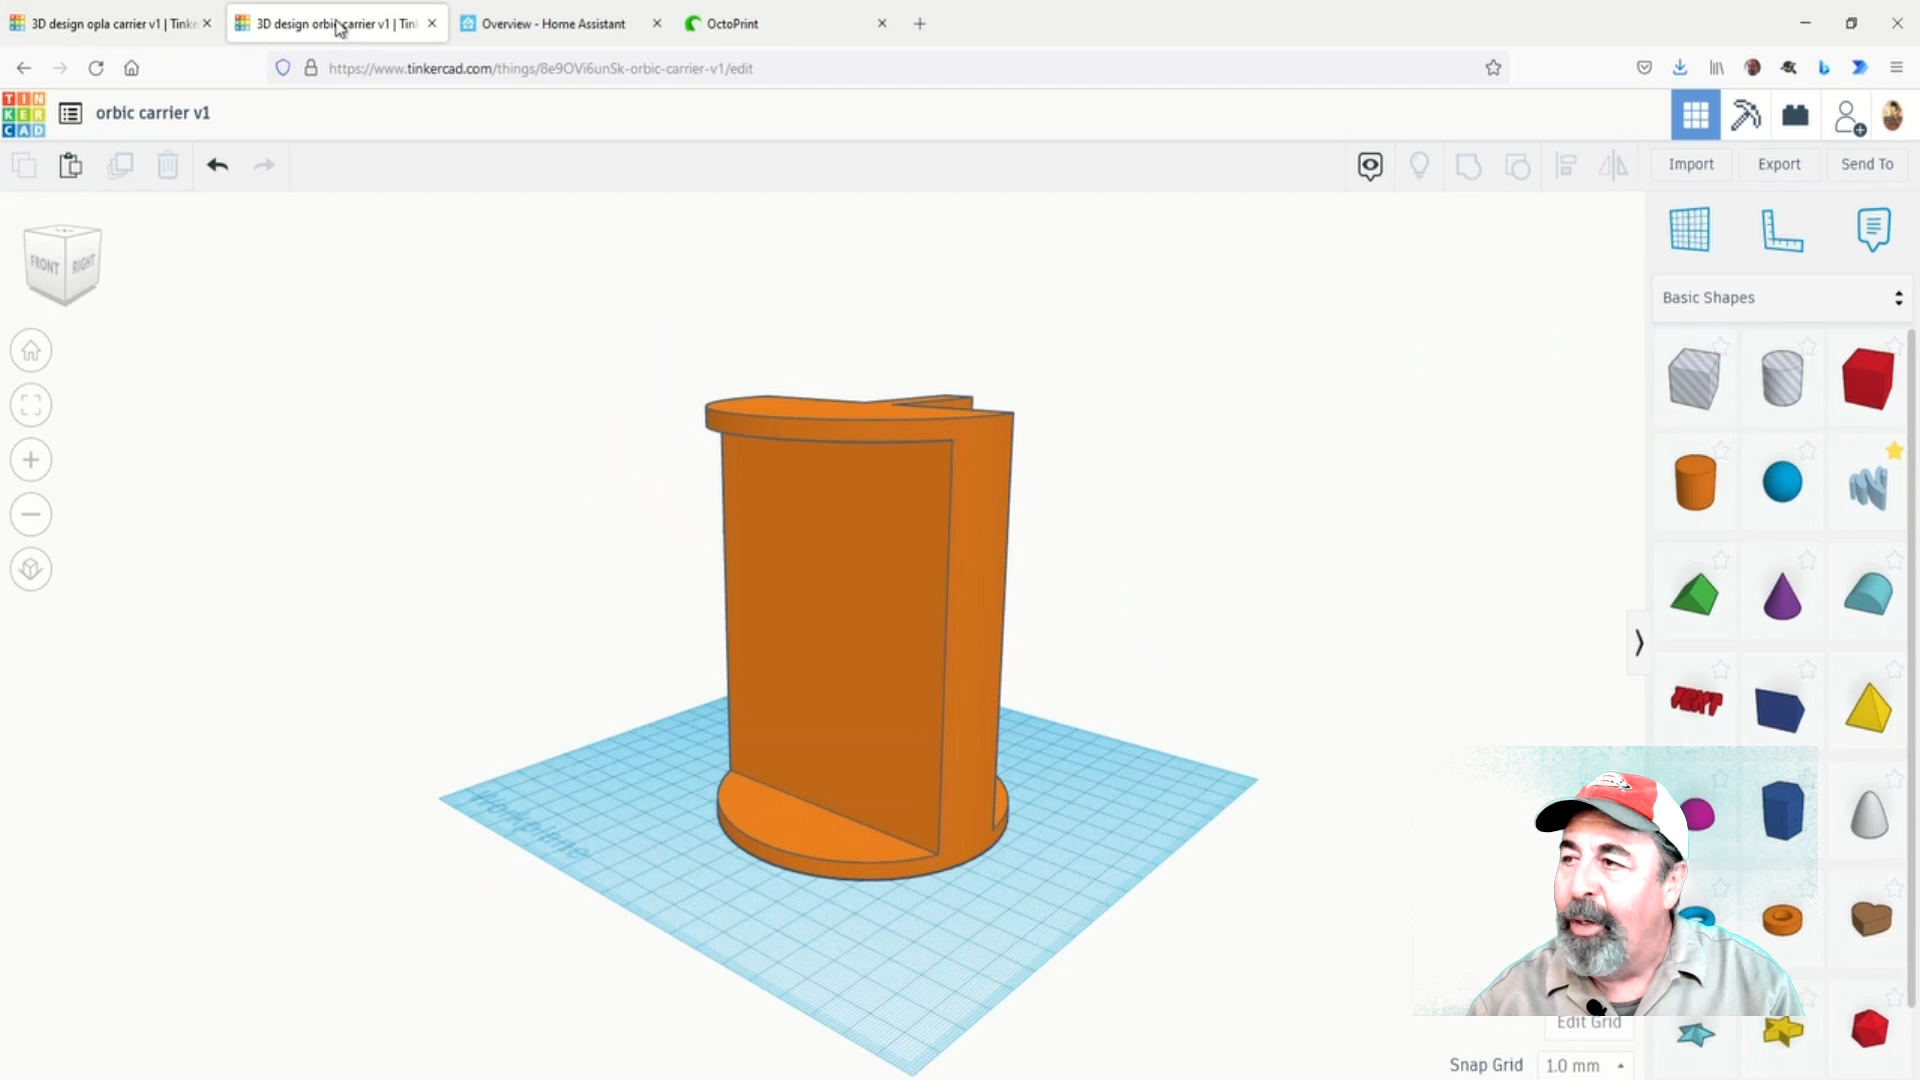 3D design opla carrier v1 | Tinke
3D design orbic carrier v1 | Tin
Overview - Home Assistant
OctoPrint
https://www.tinkercad.com/things/8e9OVi6unSk-orbic-carrier-v1/edit
TIN
KER
CAD
orbic carrier v1
Import
Export
Send To
FRONT
RIGHT
Basic Shapes
TEXT
Workplane
Edit Grid
Snap Grid
1.0 mm